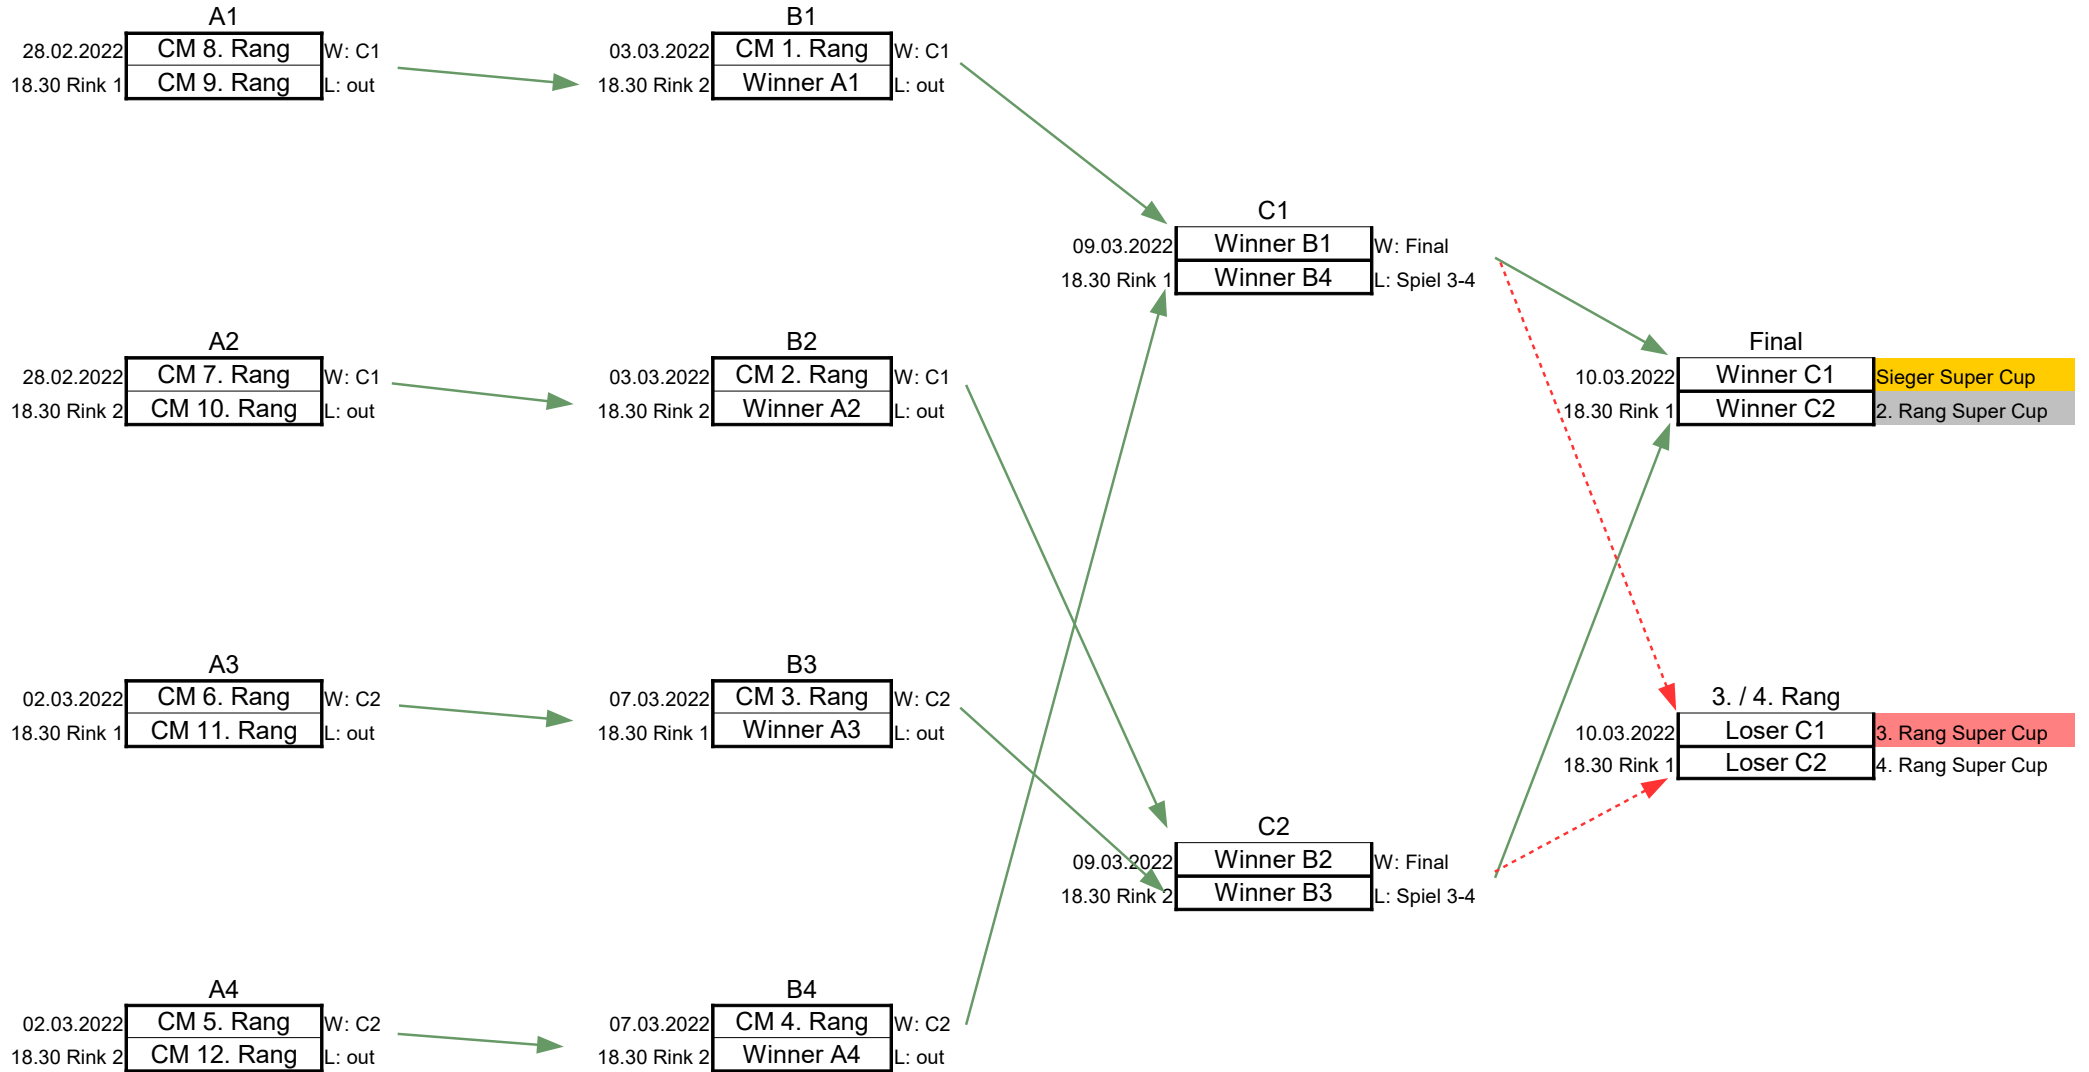 A1
28.02.2022 CM 8. Rang W: C1
18.30 Rink 1 CM 9. Rang L: out
B1
03.03.2022 CM 1. Rang W: C1
18.30 Rink 2 Winner A1 L: out
C1
09.03.2022 Winner B1 W: Final
18.30 Rink 1 Winner B4 L: Spiel 3-4
A2
28.02.2022 CM 7. Rang W: C1
18.30 Rink 2 CM 10. Rang L: out
B2
03.03.2022 CM 2. Rang W: C1
18.30 Rink 2 Winner A2 L: out
Final
10.03.2022 Winner C1 Sieger Super Cup
18.30 Rink 1 Winner C2 2. Rang Super Cup
A3
02.03.2022 CM 6. Rang W: C2
18.30 Rink 1 CM 11. Rang L: out
B3
07.03.2022 CM 3. Rang W: C2
18.30 Rink 1 Winner A3 L: out
3. / 4. Rang
10.03.2022 Loser C1 3. Rang Super Cup
18.30 Rink 1 Loser C2 4. Rang Super Cup
C2
09.03.2022 Winner B2 W: Final
18.30 Rink 2 Winner B3 L: Spiel 3-4
A4
02.03.2022 CM 5. Rang W: C2
18.30 Rink 2 CM 12. Rang L: out
B4
07.03.2022 CM 4. Rang W: C2
18.30 Rink 2 Winner A4 L: out